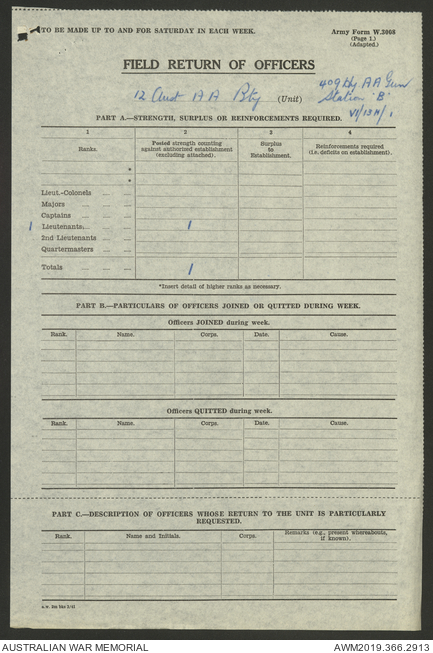 TO BE MADE UP TO AND FOR SATURDAY IN EACH WEEK.
Army Form W.3008
(Page 1.)
(Adapted.)
FIELD RETURN OF OFFICERS
12 Aust A A Bty (Unit)
409 Hy A A Gun
Station 'B'
VI/13H/1
PART A.—STRENGTH, SURPLUS OR REINFORCEMENTS REQUIRED.
1 2 3 4
Ranks. Posted strength counting against authorized establishment (excluding attached). Surplus to Establishment. Reinforcements required (i.e. deficits on establishment).
*
*
Lieut.-Colonels
Majors
Captains
1 Lieutenants 1
2nd Lieutenants
Quartermasters
Totals 1
*Insert detail of higher ranks as necessary.
PART B.—PARTICULARS OF OFFICERS JOINED OR QUITTED DURING WEEK.
Officers JOINED during week.
Rank. Name. Corps. Date. Cause.
Officers QUITTED during week.
Rank. Name. Corps. Date. Cause.
PART C.—DESCRIPTION OF OFFICERS WHOSE RETURN TO THE UNIT IS PARTICULARLY
REQUESTED.
Rank. Name and Initials. Corps. Remarks (e.g., present whereabouts, if known).
AUSTRALIAN WAR MEMORIAL
AWM2019.366.2913